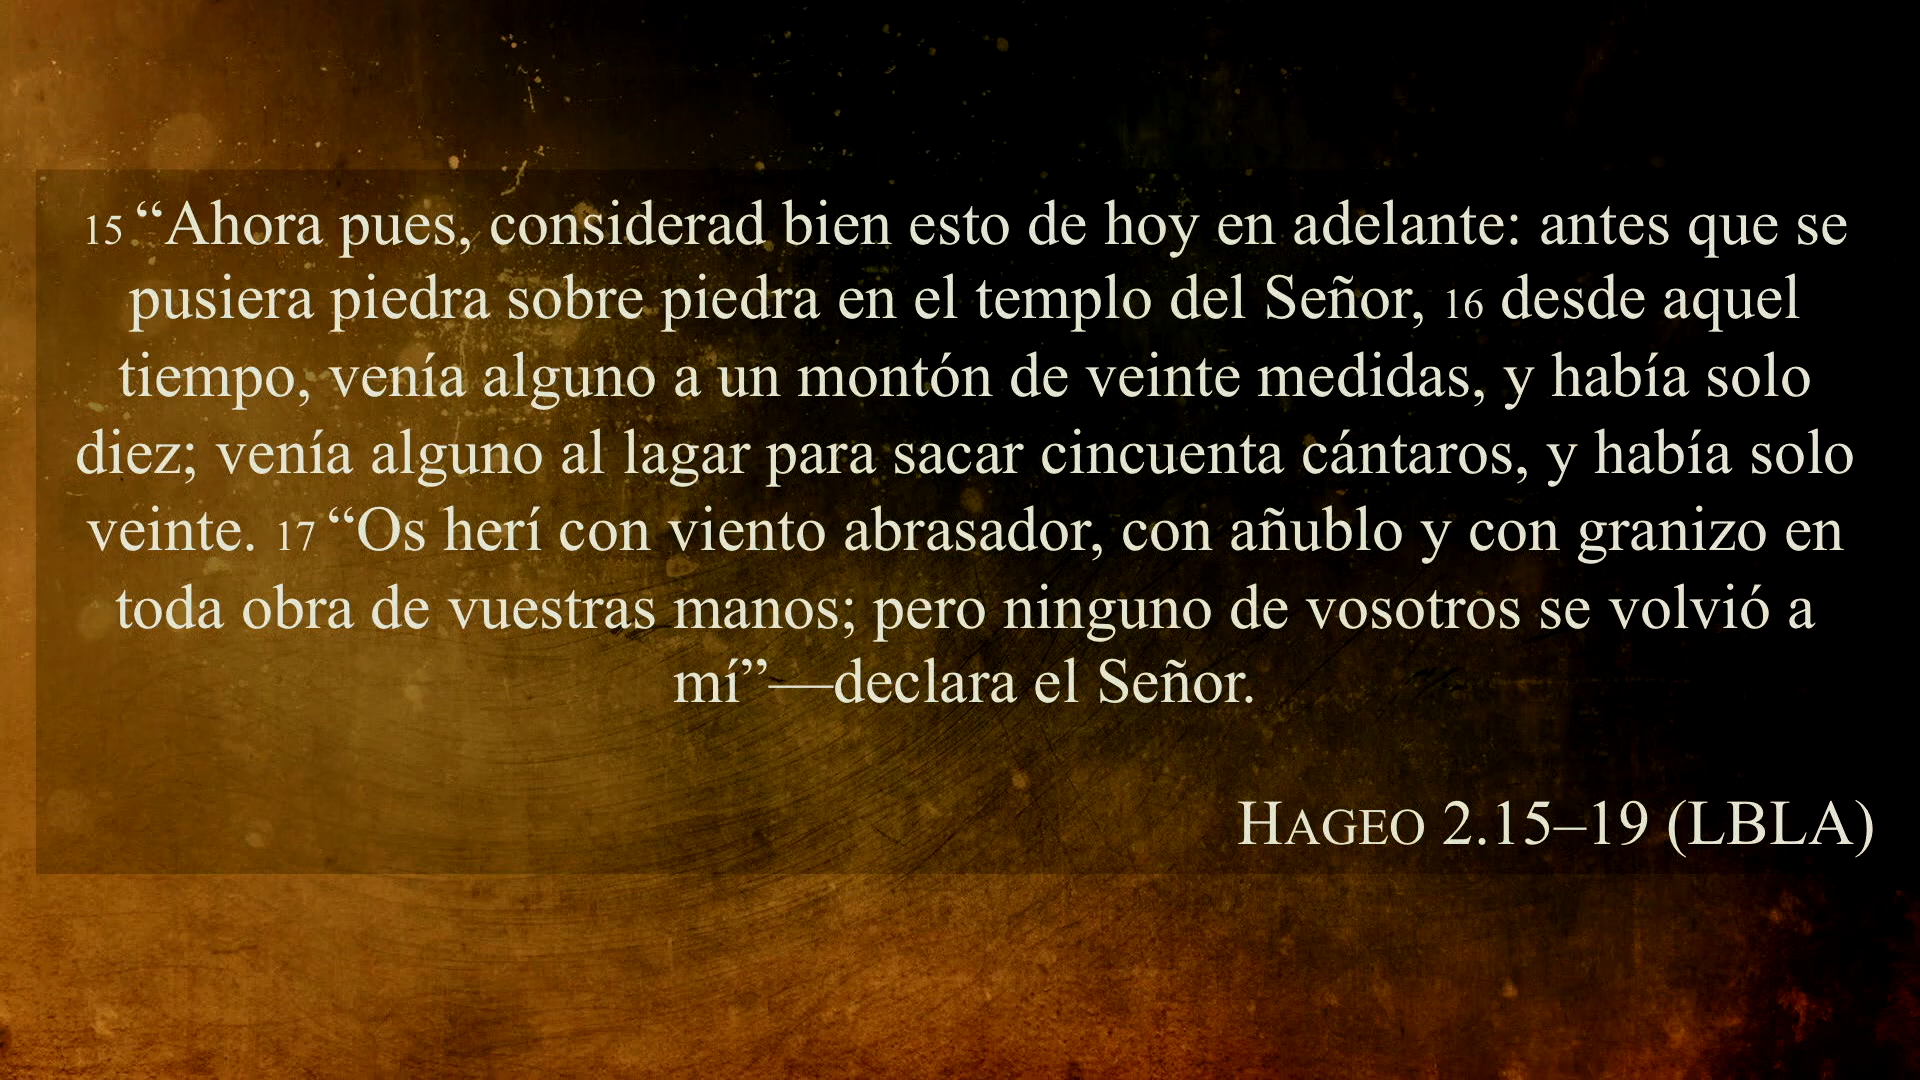 15 “Ahora pues, considerad bien esto de hoy en adelante: antes que se
pusiera piedra sobre piedra en el templo del Señor, 16 desde aquel
tiempo, venía alguno a un montón de veinte medidas, y había solo
diez; venía alguno al lagar para sacar cincuenta cántaros, y había solo
veinte. 17 “Os herí con viento abrasador, con añublo y con granizo en
toda obra de vuestras manos; pero ninguno de vosotros se volvió a
mí”—declara el Señor.
HAGEO 2.15–19 (LBLA)